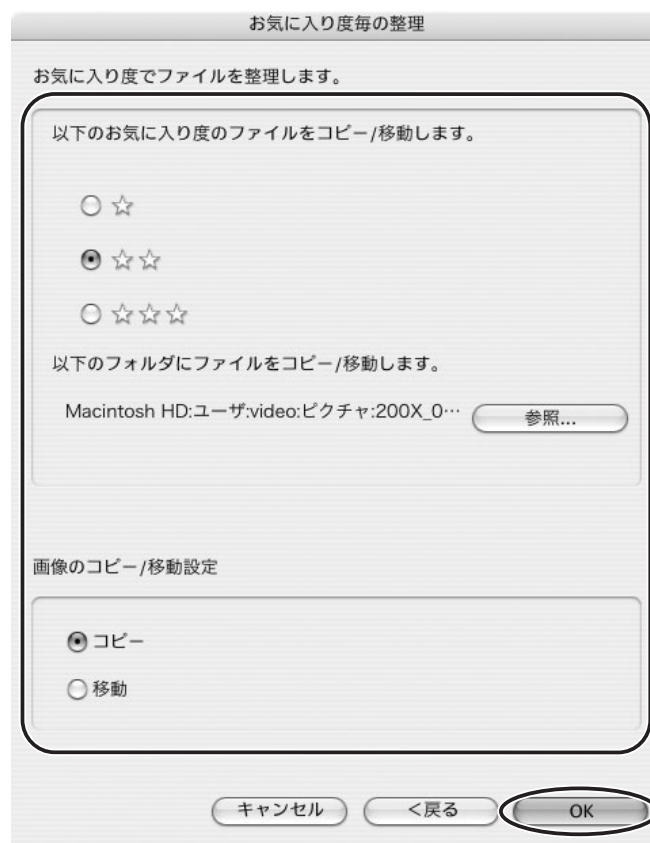 お気に入り度毎の整理
お気に入り度でファイルを整理します。
以下のお気に入り度のファイルをコピー/移動します。
☆
☆☆
☆☆☆
以下のフォルダにファイルをコピー/移動します。
Macintosh HD:ユーザ:video:ピクチャ:200X_0… 参照...
画像のコピー/移動設定
コピー
移動
キャンセル <戻る OK